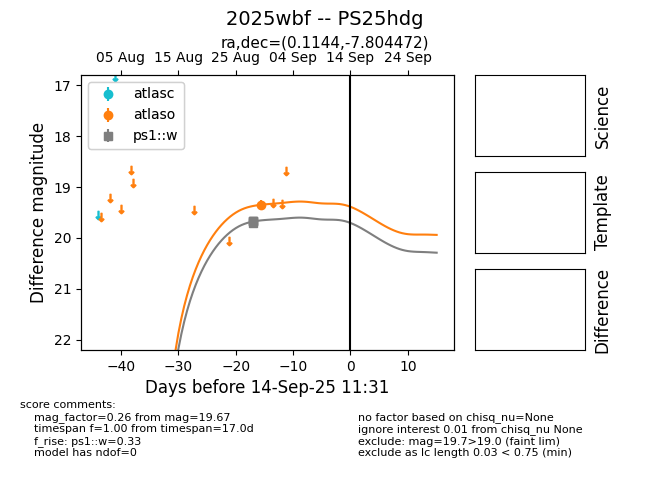 2025wbf -- PS25hdg
ra,dec=(0.1144,-7.804472)
05 Aug 15 Aug 25 Aug 04 Sep 14 Sep 24 Sep
17
18
19
20
21
22
Difference magnitude
atlasc
atlaso
ps1::w
−40 −30 −20 −10 0 10
Days before 14-Sep-25 11:31
Science
Template
Difference
score comments:
mag_factor=0.26 from mag=19.67
timespan f=1.00 from timespan=17.0d
f_rise: ps1::w=0.33
model has ndof=0
no factor based on chisq_nu=None
ignore interest 0.01 from chisq_nu None
exclude: mag=19.7>19.0 (faint lim)
exclude as lc length 0.03 < 0.75 (min)